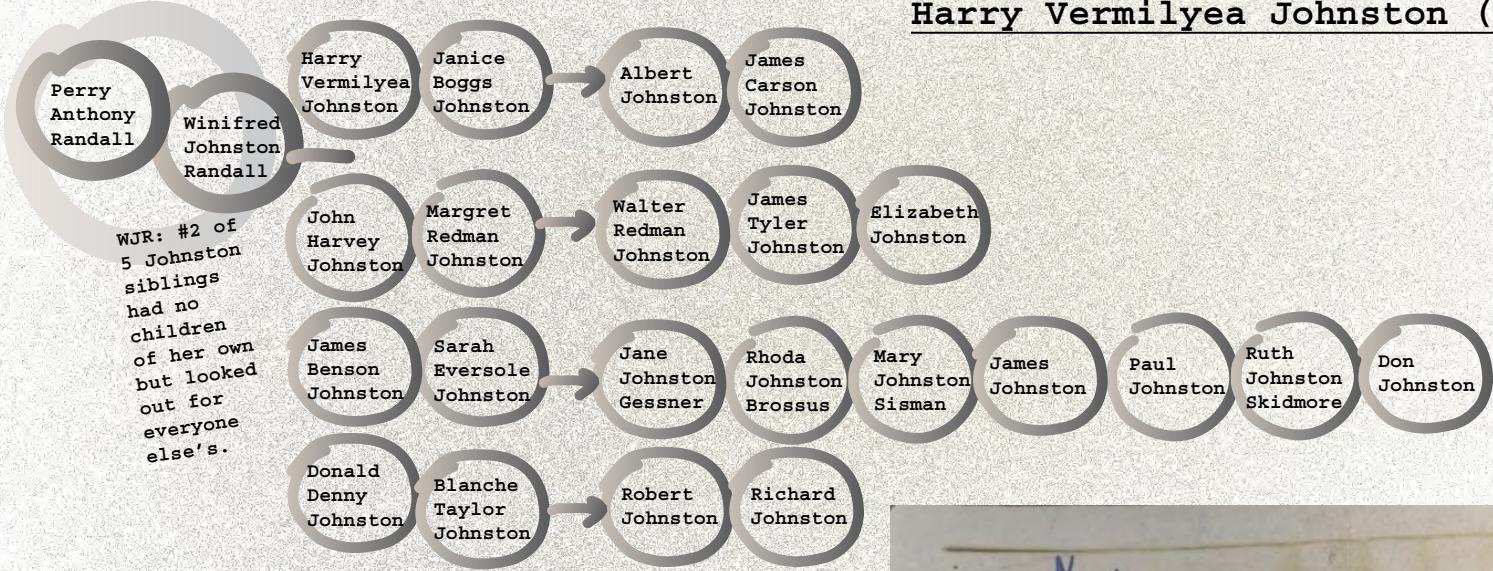 Harry Vermilyea Johnston (
Perry
Anthony
Randall
Winifred
Johnston
Randall
WJR: #2 of
5 Johnston
siblings
had no
children
of her own
but looked
out for
everyone
else’s.
Harry
Vermilyea
Johnston
Janice
Boggs
Johnston
Albert
Johnston
James
Carson
Johnston
John
Harvey
Johnston
Margret
Redman
Johnston
Walter
Redman
Johnston
James
Tyler
Johnston
Elizabeth
Johnston
James
Benson
Johnston
Sarah
Eversole
Johnston
Jane
Johnston
Gessner
Rhoda
Johnston
Brossus
Mary
Johnston
Sisman
James
Johnston
Paul
Johnston
Ruth
Johnston
Skidmore
Don
Johnston
Donald
Denny
Johnston
Blanche
Taylor
Johnston
Robert
Johnston
Richard
Johnston